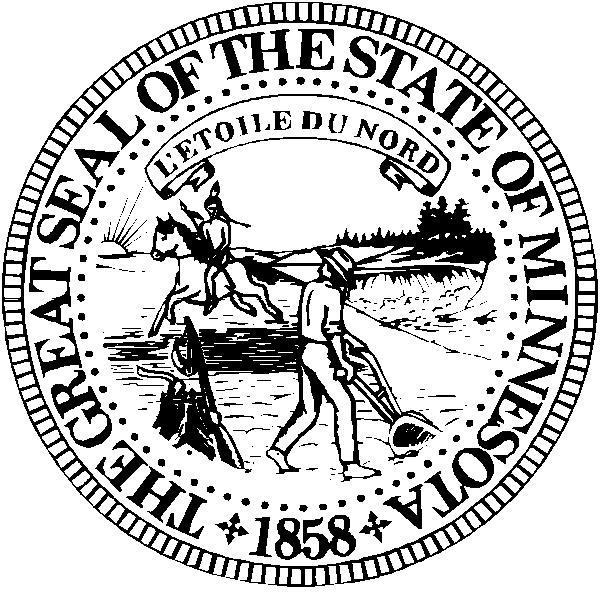 THE GREAT SEAL OF THE STATE OF MINNESOTA
L'ETOILE DU NORD
1858